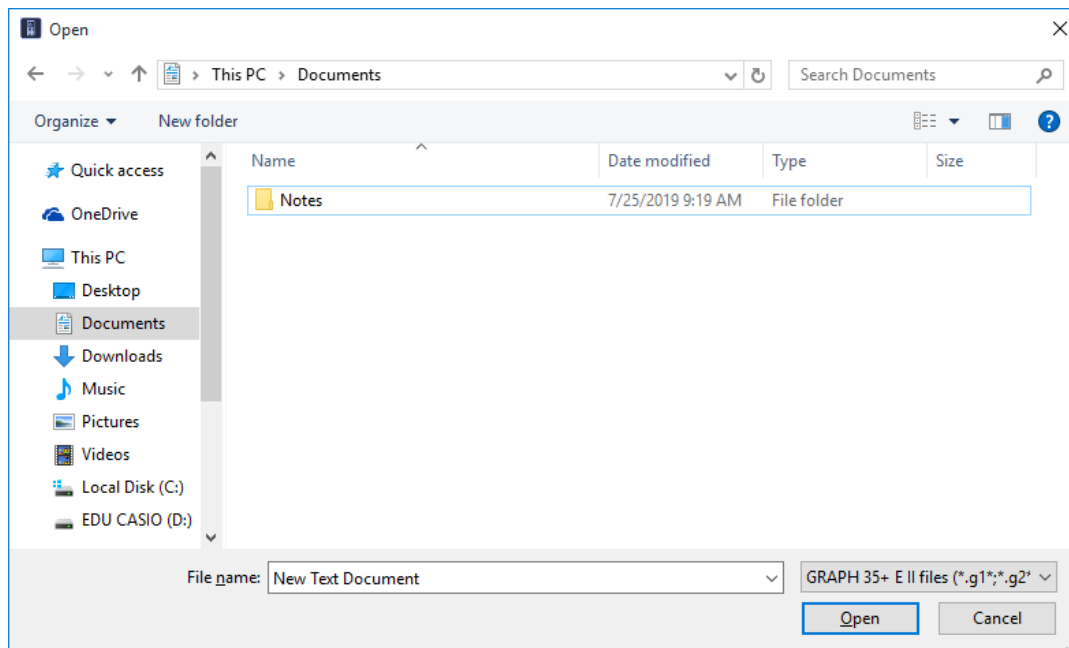 Open
This PC > Documents
Search Documents
Organize
New folder
Name
Date modified
Type
Size
Notes
7/25/2019 9:19 AM
File folder
Quick access
OneDrive
This PC
Desktop
Documents
Downloads
Music
Pictures
Videos
Local Disk (C:)
EDU CASIO (D:)
File name:
New Text Document
GRAPH 35+ E II files (*.g1*;*.g2*
Open
Cancel